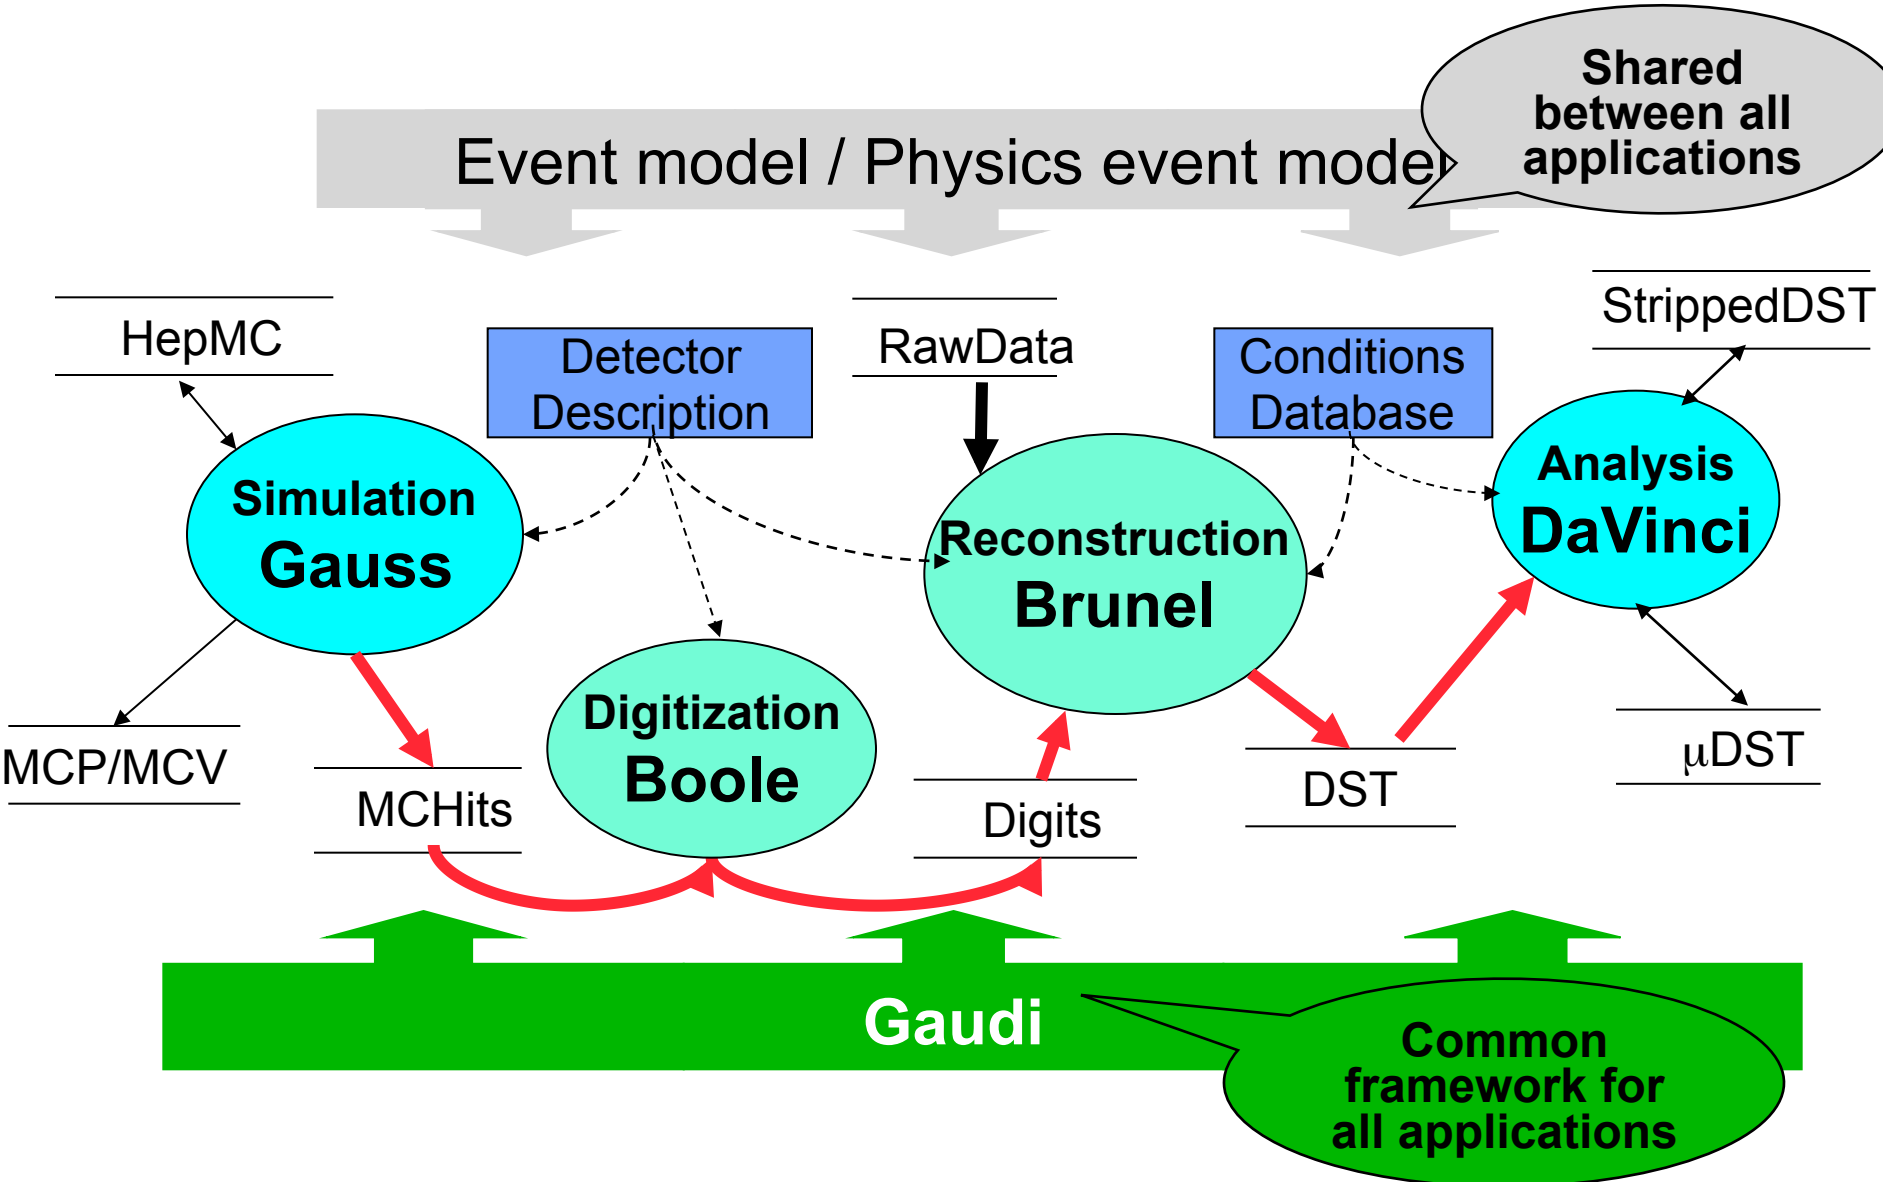 Shared
between all
applications
Event model / Physics event model
HepMC
Detector
Description
RawData
Conditions
Database
StrippedDST
Simulation
Gauss
Reconstruction
Brunel
Analysis
DaVinci
Digitization
Boole
MCP/MCV
MCHits
Digits
DST
μDST
Gaudi
Common
framework for
all applications